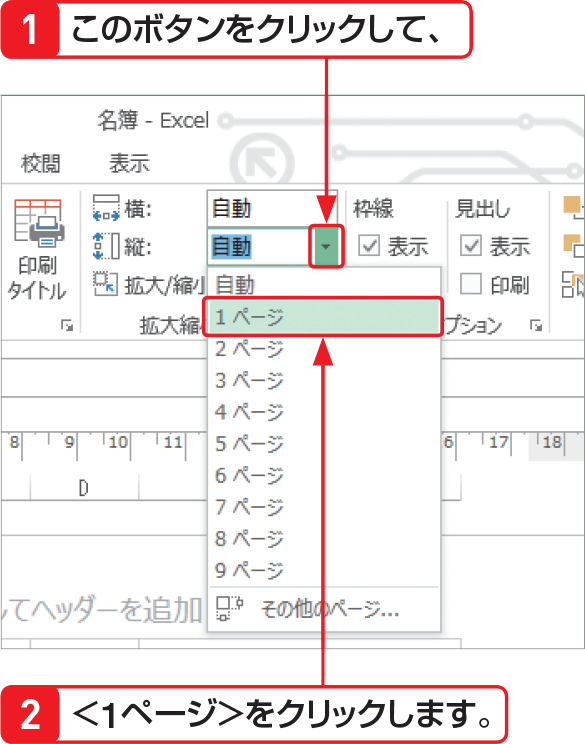 1 このボタンをクリックして、
名簿 - Excel
校閲 表示
横: 自動 枠線 見出し
縦: 自動 表示 表示
印刷
タイトル
拡大/縮小 自動 印刷
拡大縮 1 ページ プション
2 ページ
3 ページ
4 ページ
8 9 10 11 5 ページ 6 17 18
6 ページ
D
7 ページ
8 ページ
9 ページ
してヘッダーを追加 その他のページ...
2 <1ページ>をクリックします。